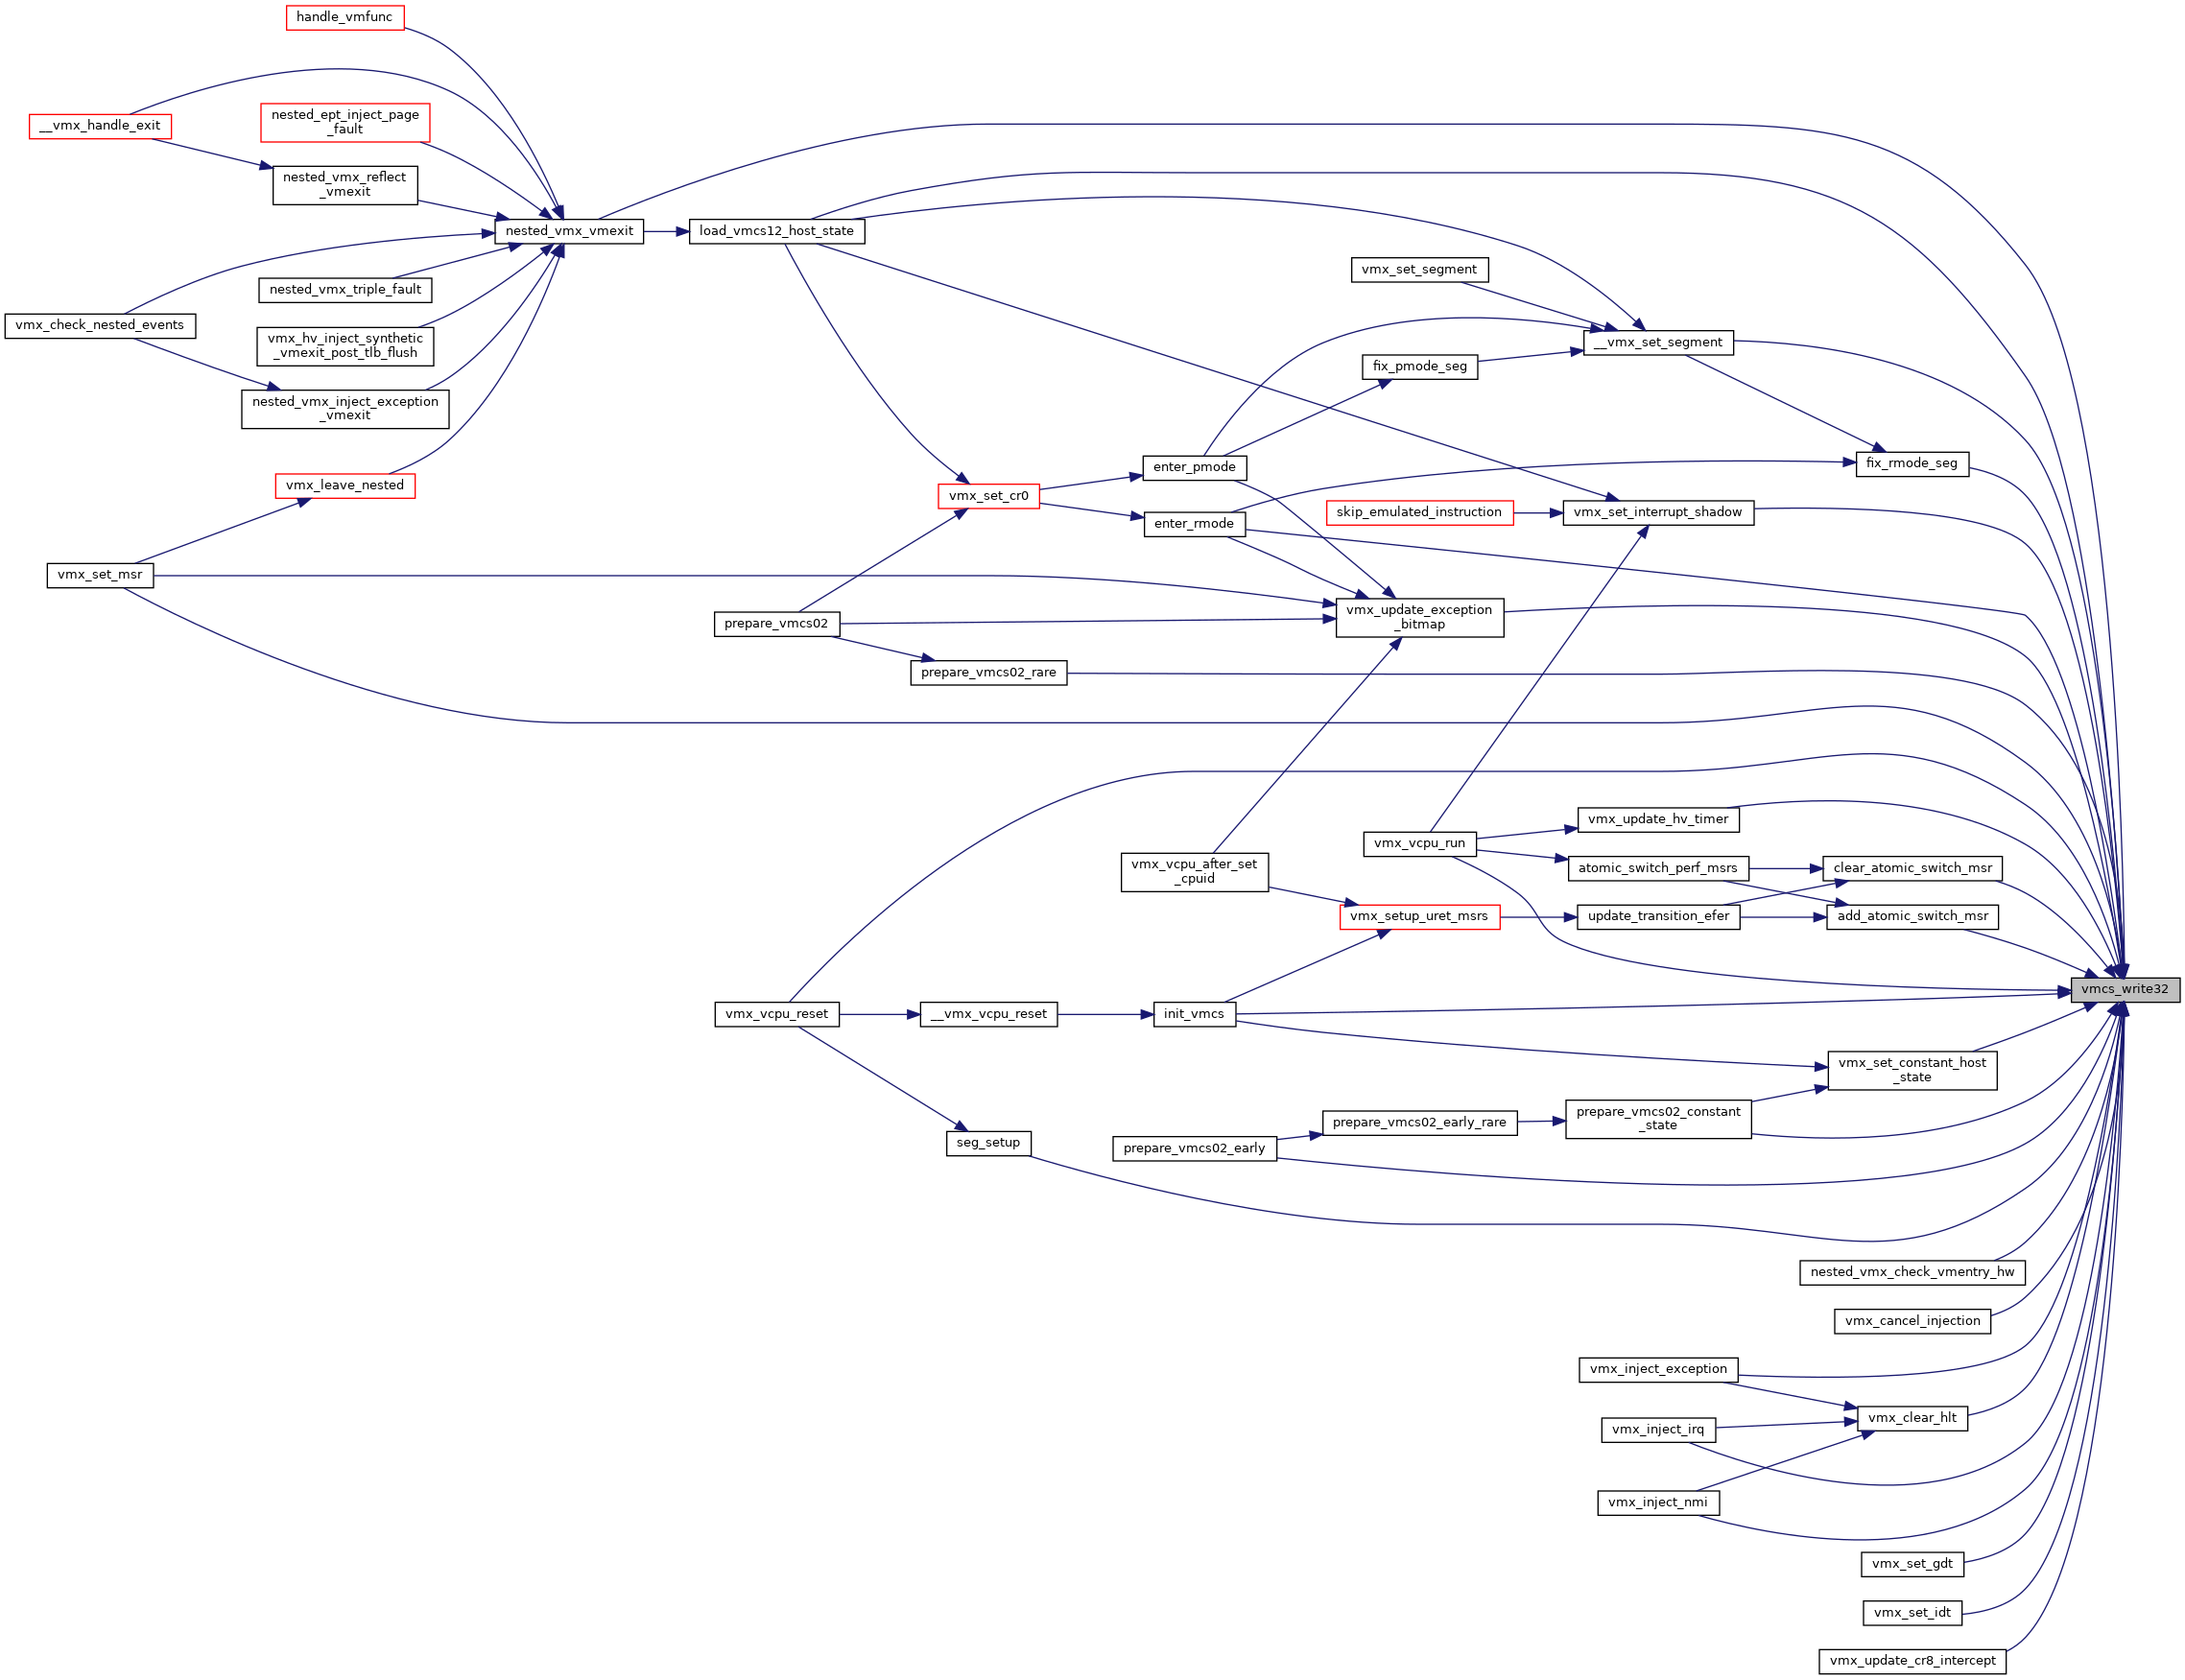 handle_vmfunc
__vmx_handle_exit
nested_ept_inject_page
_fault
nested_vmx_reflect
_vmexit
nested_vmx_vmexit
load_vmcs12_host_state
vmx_set_segment
nested_vmx_triple_fault
vmx_check_nested_events
vmx_hv_inject_synthetic
_vmexit_post_tlb_flush
__vmx_set_segment
fix_pmode_seg
nested_vmx_inject_exception
_vmexit
enter_pmode
fix_rmode_seg
vmx_leave_nested
vmx_set_cr0
skip_emulated_instruction
vmx_set_interrupt_shadow
enter_rmode
vmx_set_msr
vmx_update_exception
_bitmap
prepare_vmcs02
prepare_vmcs02_rare
vmx_update_hv_timer
vmx_vcpu_run
vmx_vcpu_after_set
_cpuid
atomic_switch_perf_msrs
clear_atomic_switch_msr
vmx_setup_uret_msrs
update_transition_efer
add_atomic_switch_msr
vmcs_write32
vmx_vcpu_reset
__vmx_vcpu_reset
init_vmcs
vmx_set_constant_host
_state
prepare_vmcs02_constant
_state
prepare_vmcs02_early_rare
seg_setup
prepare_vmcs02_early
nested_vmx_check_vmentry_hw
vmx_cancel_injection
vmx_inject_exception
vmx_clear_hlt
vmx_inject_irq
vmx_inject_nmi
vmx_set_gdt
vmx_set_idt
vmx_update_cr8_intercept